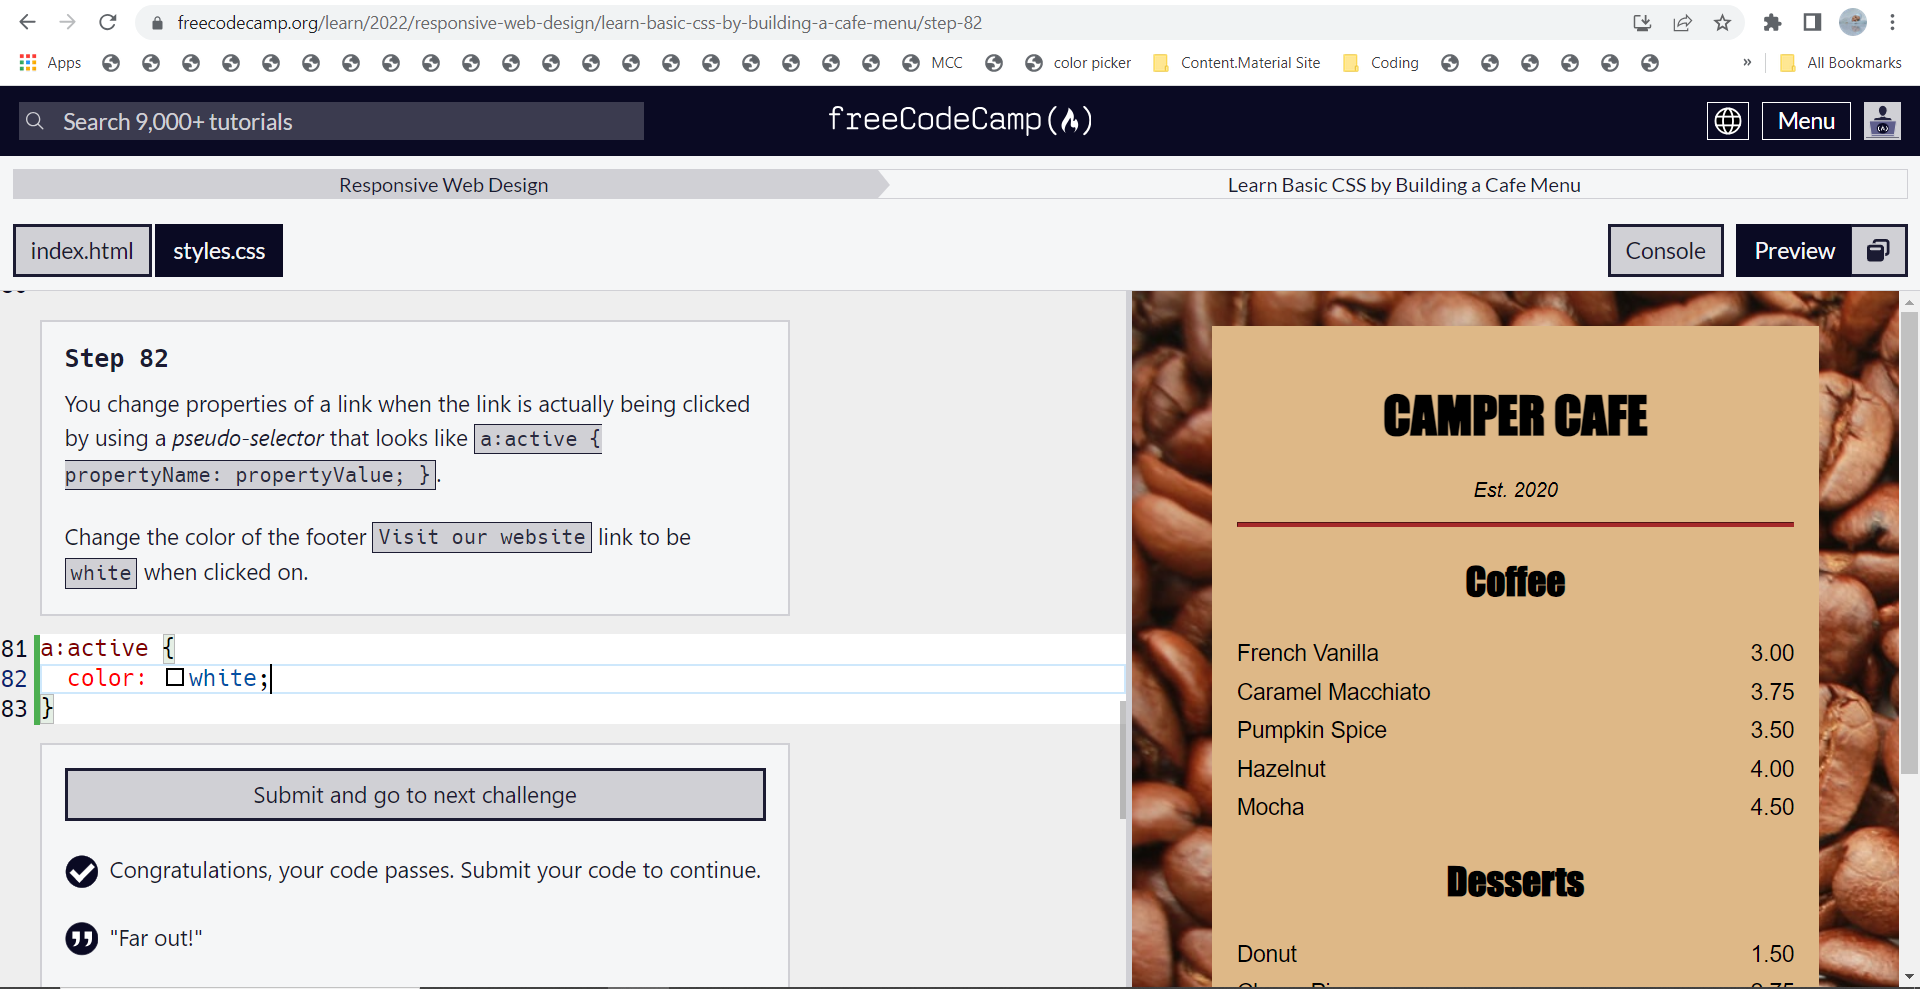 freecodecamp.org/learn/2022/responsive-web-design/learn-basic-css-by-building-a-cafe-menu/step-82
Apps MCC color picker Content.Material Site Coding » All Bookmarks
Search 9,000+ tutorials freeCodeCamp Menu
Responsive Web Design Learn Basic CSS by Building a Cafe Menu
index.html styles.css Console Preview
Step 82
You change properties of a link when the link is actually being clicked
by using a pseudo-selector that looks like a:active {
propertyName: propertyValue; }.
Change the color of the footer Visit our website link to be
white when clicked on.
81 a:active {
82 color: white;
83 }
Submit and go to next challenge
Congratulations, your code passes. Submit your code to continue.
"Far out!"
CAMPER CAFE
Est. 2020
Coffee
French Vanilla 3.00
Caramel Macchiato 3.75
Pumpkin Spice 3.50
Hazelnut 4.00
Mocha 4.50
Desserts
Donut 1.50